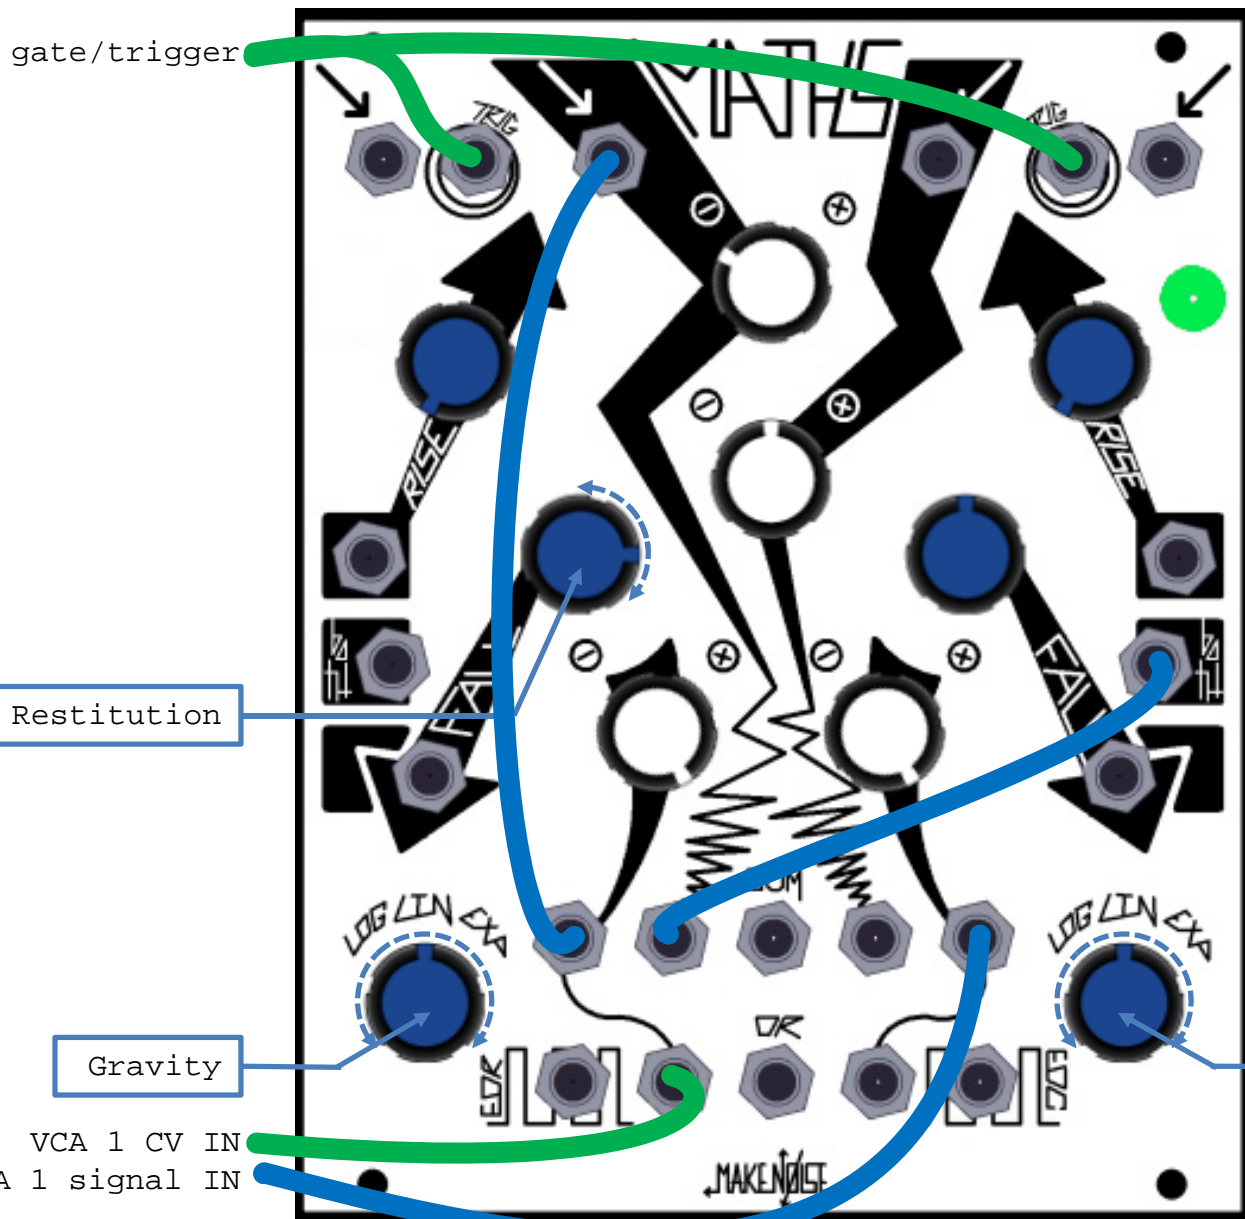 gate/trigger
MATHS
TRIG
RIG
RISE
RISE
Restitution
FALL
FALL
SUM
LOG LIN EXP
LOG LIN EXP
OR
Gravity
EOR
EOC
VCA 1 CV IN
A 1 signal IN
MAKENOISE